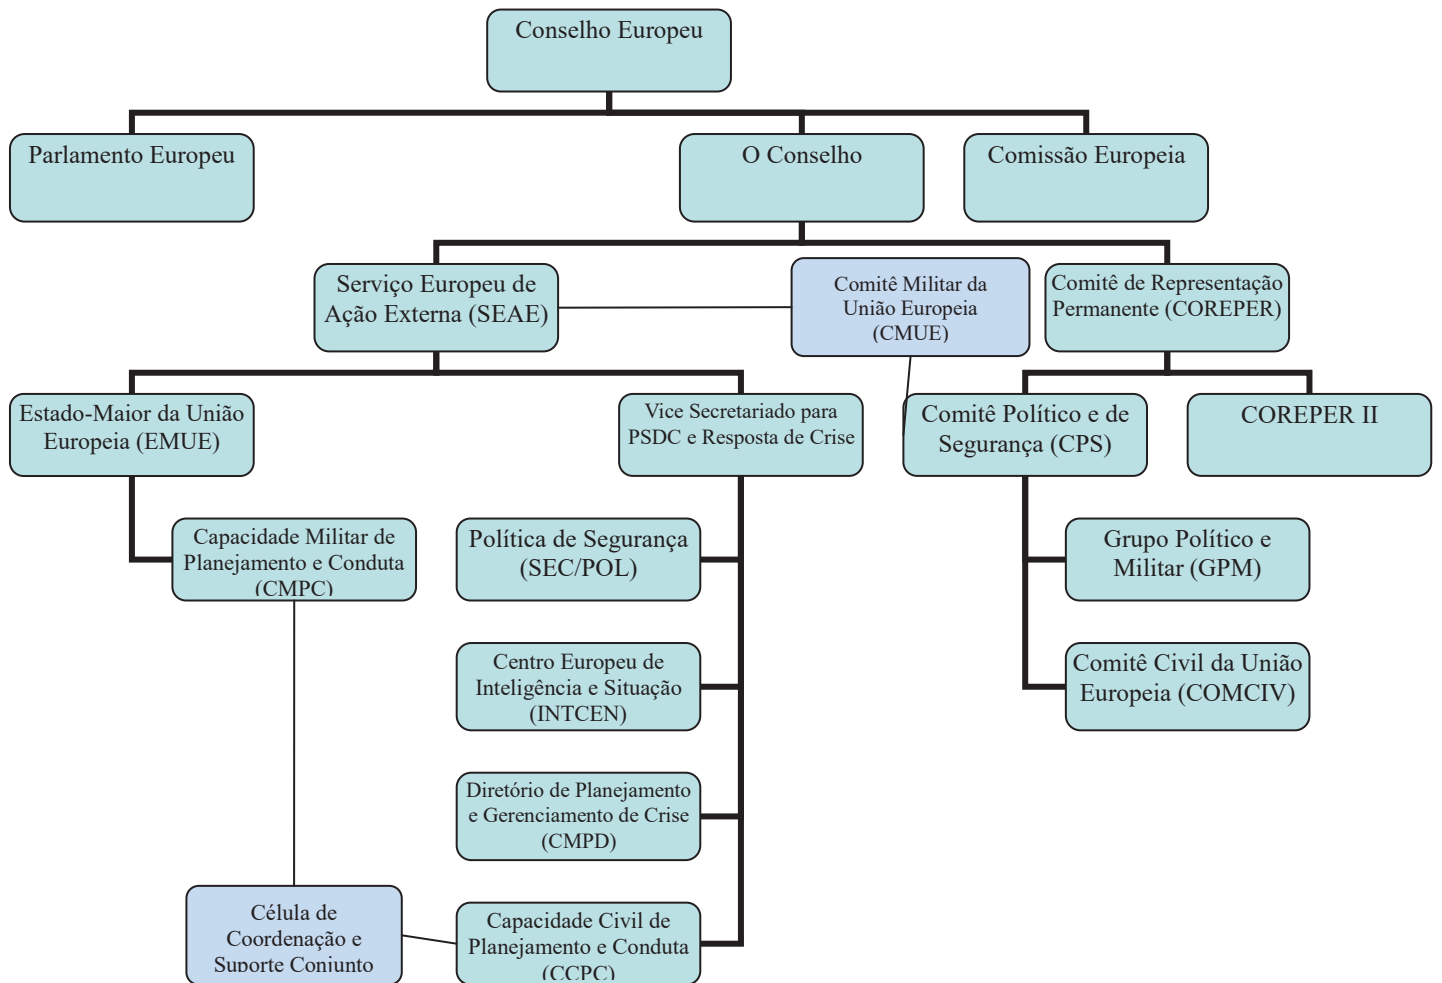 Conselho Europeu
Parlamento Europeu
O Conselho
Comissão Europeia
Serviço Europeu de
Ação Externa (SEAE)
Comitê Militar da
União Europeia
(CMUE)
Comitê de Representação
Permanente (COREPER)
Estado-Maior da União
Europeia (EMUE)
Vice Secretariado para
PSDC e Resposta de Crise
Comitê Político e de
Segurança (CPS)
COREPER II
Capacidade Militar de
Planejamento e Conduta
(CMPC)
Política de Segurança
(SEC/POL)
Grupo Político e
Militar (GPM)
Centro Europeu de
Inteligência e Situação
(INTCEN)
Comitê Civil da União
Europeia (COMCIV)
Diretório de Planejamento
e Gerenciamento de Crise
(CMPD)
Célula de
Coordenação e
Suporte Conjunto
Capacidade Civil de
Planejamento e Conduta
(CCPC)